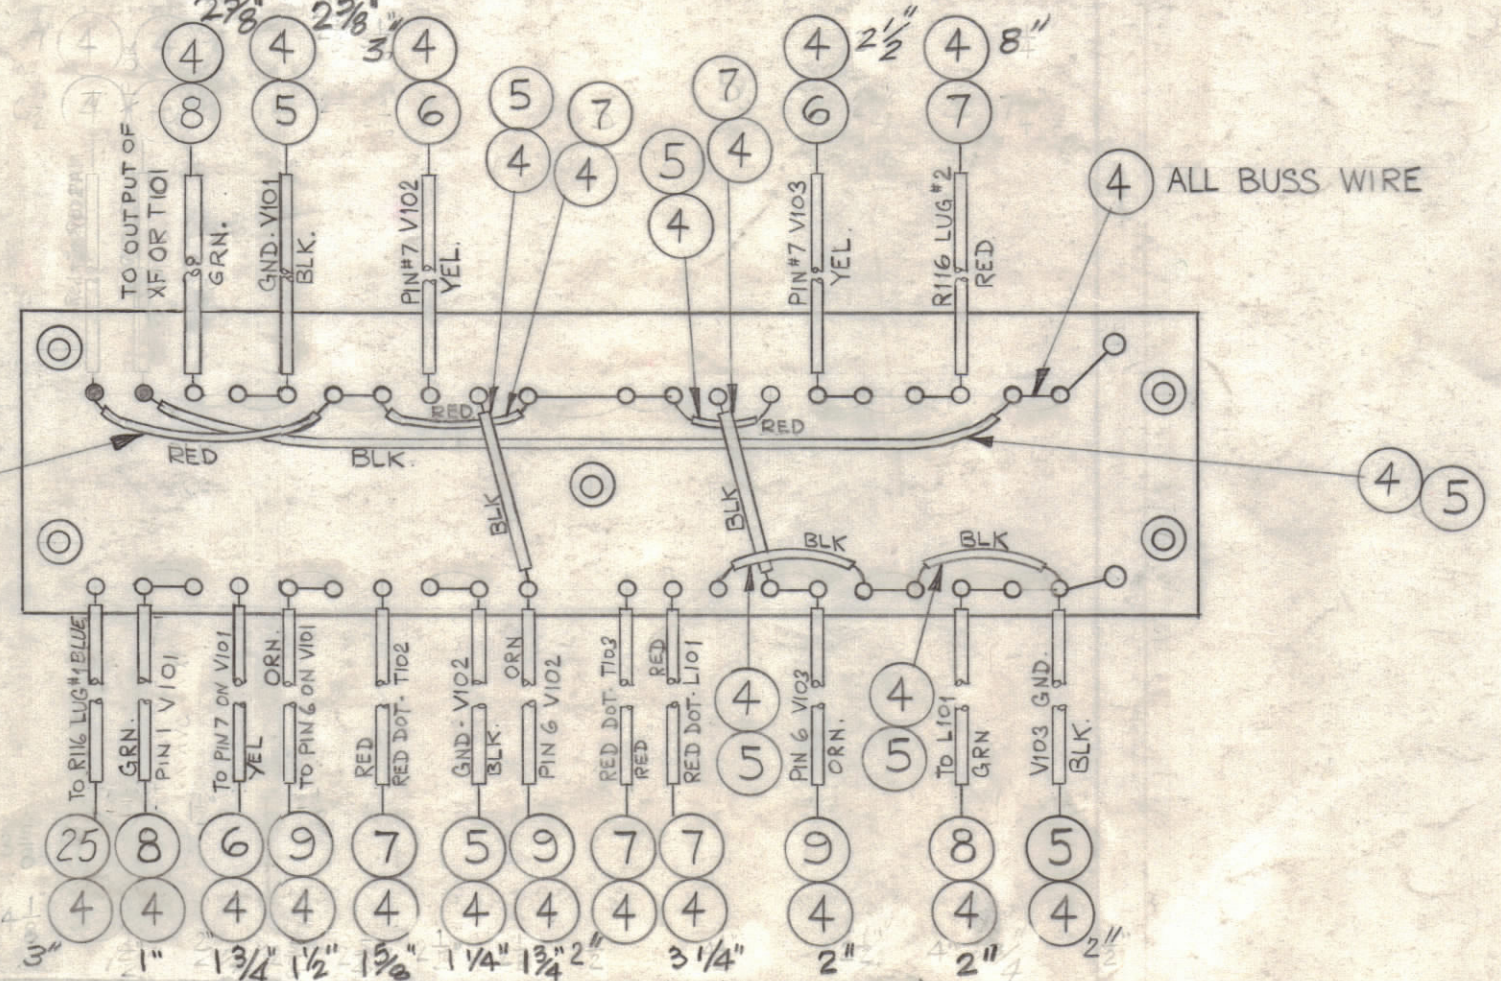 2 3/8" 2 3/8" 3" 2 1/2" 8"
4 4 4 4 4
8 5 6 6 7
5 7 7
4 4 5 4
4
4 ALL BUSS WIRE
TO OUTPUT OF
XF OR T101
GRN.
GND. V101
BLK.
PIN#7 V102
YEL.
PIN#7 V103
YEL.
R116 LUG#2
RED
RED
RED
RED
BLK.
BLK
BLK
BLK
BLK
4 5
4
5
4
5
TO R116 LUG#1 BLUE
GRN.
PIN 1 V101
TO PIN 7 ON V101
YEL
ORN.
TO PIN 6 ON V101
RED
RED DOT. T102
GND. V102
BLK.
ORN
PIN 6 V102
RED DOT. T103
RED
RED
RED DOT. L101
PIN 6 V103
ORN.
TO L101
GRN
V103 GND.
BLK.
25 8 6 9 7 5 9 7 7 9 8 5
4 4 4 4 4 4 4 4 4 4 4 4
3" 1" 1 3/4" 1 1/2" 1 5/8" 1 1/4" 1 3/4" 2" 3 1/4" 2" 2" 2 1/2"